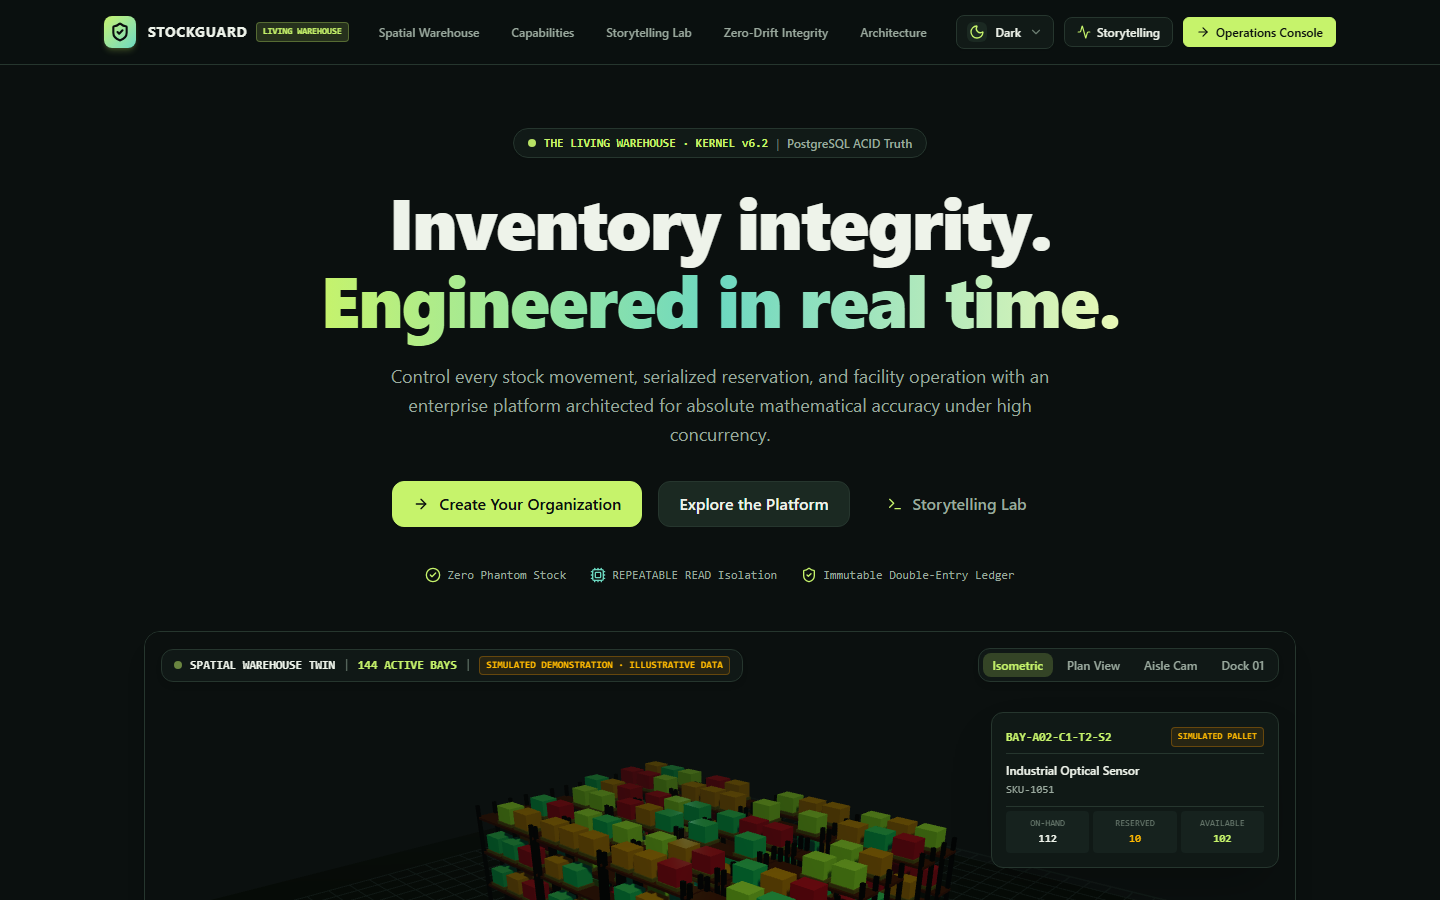 STOCKGUARD LIVING WAREHOUSE Spatial Warehouse Capabilities Storytelling Lab Zero-Drift Integrity Architecture Dark Storytelling Operations Console
THE LIVING WAREHOUSE · KERNEL v6.2 | PostgreSQL ACID Truth
Inventory integrity.
Engineered in real time.
Control every stock movement, serialized reservation, and facility operation with an
enterprise platform architected for absolute mathematical accuracy under high
concurrency.
Create Your Organization Explore the Platform Storytelling Lab
Zero Phantom Stock REPEATABLE READ Isolation Immutable Double-Entry Ledger
SPATIAL WAREHOUSE TWIN | 144 ACTIVE BAYS | SIMULATED DEMONSTRATION · ILLUSTRATIVE DATA Isometric Plan View Aisle Cam Dock 01
BAY-A02-C1-T2-S2 SIMULATED PALLET
Industrial Optical Sensor
SKU-1051
ON-HAND RESERVED AVAILABLE
112 10 102